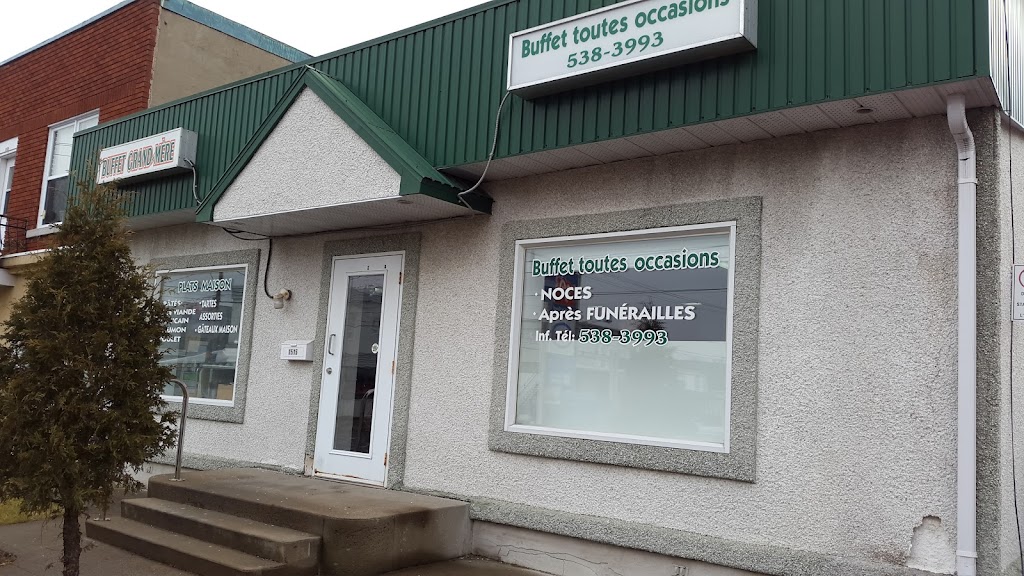 Buffet toutes occasions
538-3993
BUFFET GRAND MÈRE
PLATS MAISON
VIANDE
· TARTES
ASSORTIES
· GÂTEAUX MAISON
Buffet toutes occasions
· NOCES
· Après FUNÉRAILLES
Inf. Tél: 538-3993